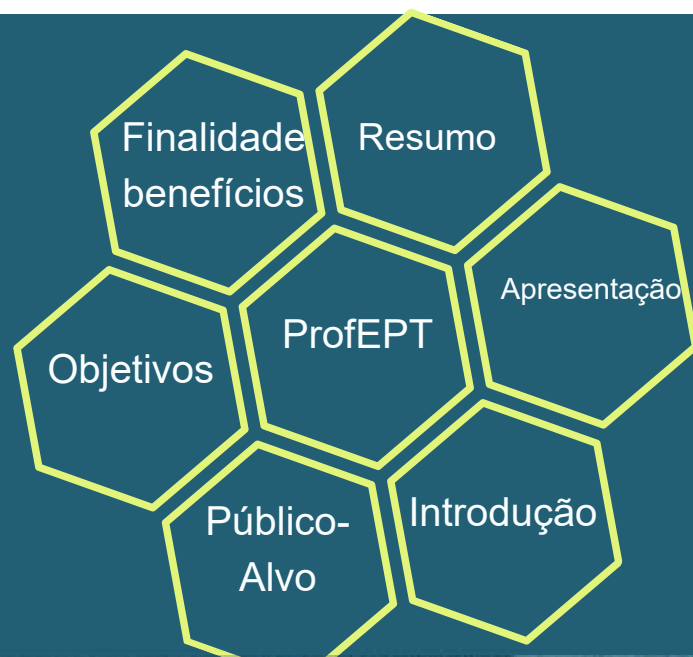 Finalidade
benefícios
Resumo
Apresentação
ProfEPT
Objetivos
Introdução
Público-
Alvo